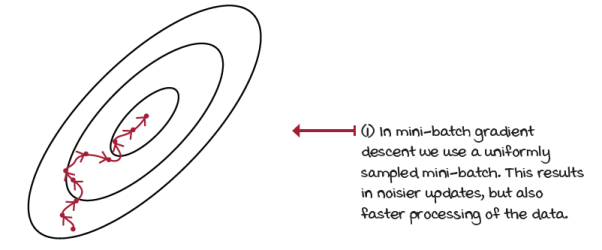 (1) In mini-batch gradient
descent we use a uniformly
sampled mini-batch. This results
in noisier updates, but also
faster processing of the data.